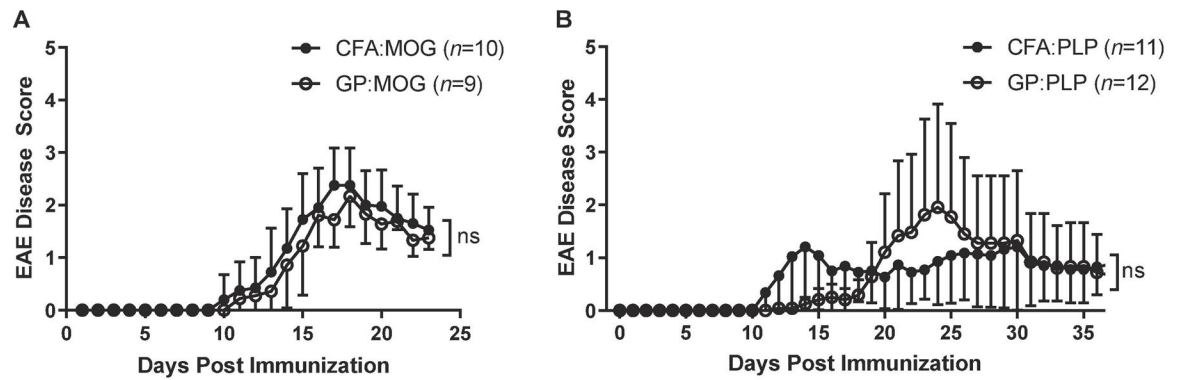 A
CFA:MOG (n=10)
GP:MOG (n=9)
EAE Disease Score
5
4
3
2
1
0
ns
0 5 10 15 20 25
Days Post Immunization
B
CFA:PLP (n=11)
GP:PLP (n=12)
EAE Disease Score
5
4
3
2
1
0
ns
0 5 10 15 20 25 30 35
Days Post Immunization